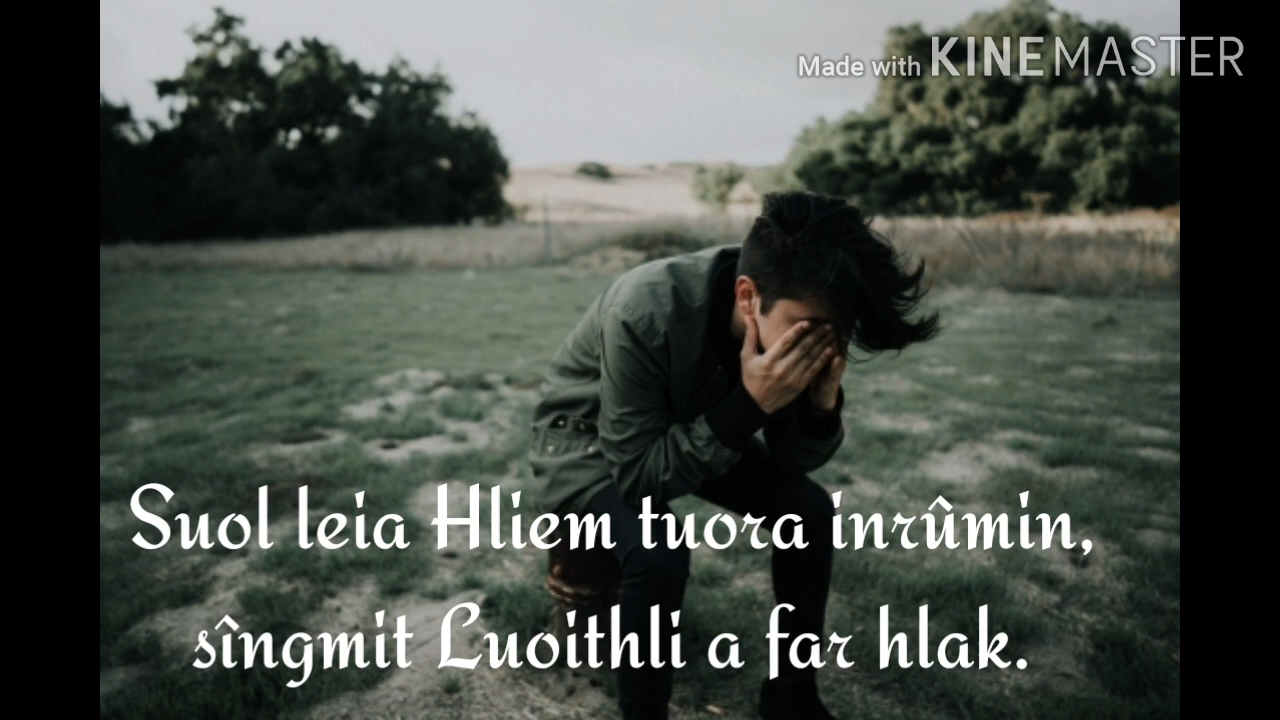 Made with KINEMASTER
Suol leia Hliem tuora inrûmin,
sîngmit Luoithli a far hlak.